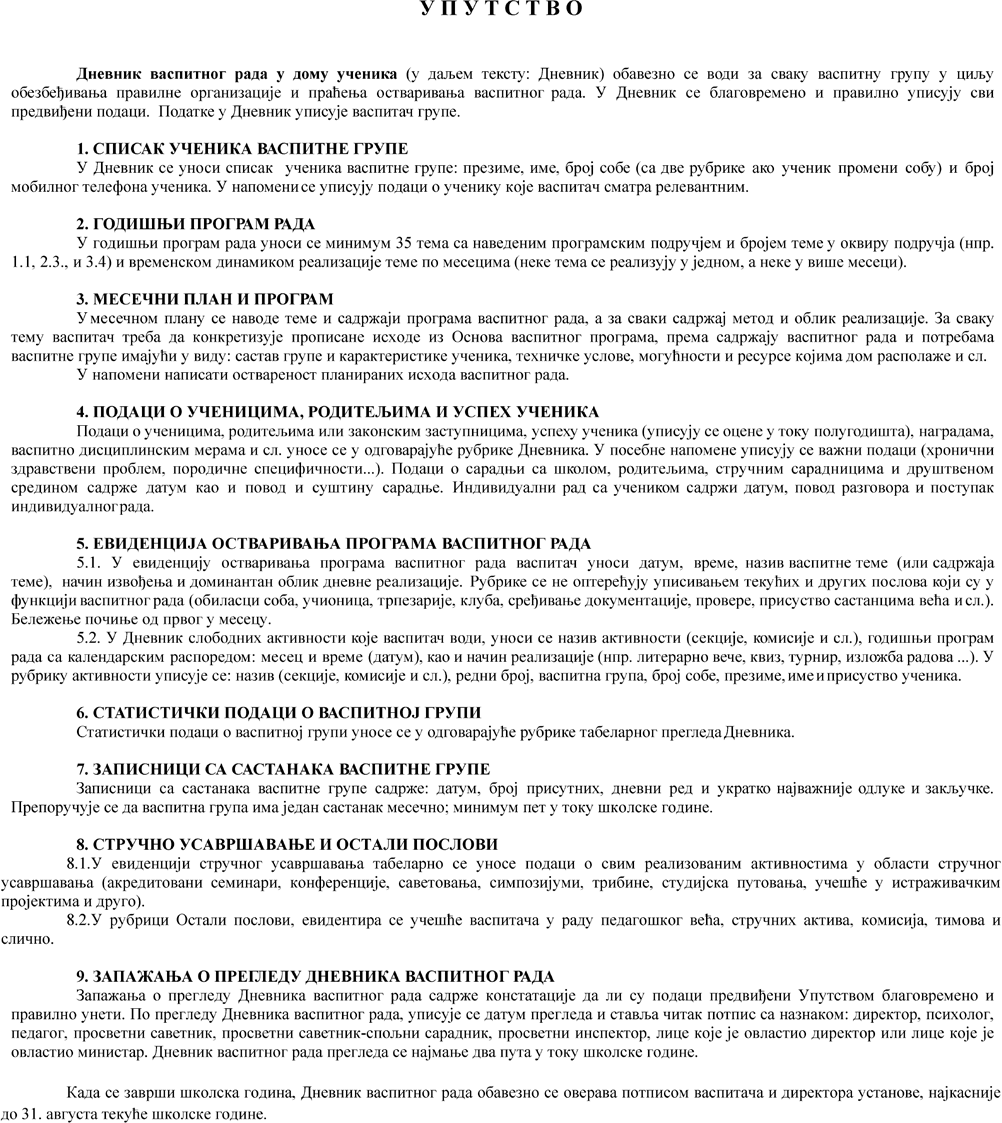 У П У Т С Т В О
Дневник васпитног рада у дому ученика (у даљем тексту: Дневник) обавезно се води за сваку васпитну групу у циљу
обезбеђивања правилне организације и праћења остваривања васпитног рада. У Дневник се благовремено и правилно уписују сви
предвиђени подаци. Податке у Дневник уписује васпитач групе.
1. СПИСАК УЧЕНИКА ВАСПИТНЕ ГРУПЕ
У Дневник се уноси списак ученика васпитне групе: презиме, име, број собе (са две рубрике ако ученик промени собу) и број
мобилног телефона ученика. У напомени се уписују подаци о ученику које васпитач сматра релевантним.
2. ГОДИШЊИ ПРОГРАМ РАДА
У годишњи програм рада уноси се минимум 35 тема са наведеним програмским подручјем и бројем теме у оквиру подручја (нпр.
1.1, 2.3., и 3.4) и временском динамиком реализације теме по месецима (неке тема се реализују у једном, а неке у више месеци).
3. МЕСЕЧНИ ПЛАН И ПРОГРАМ
У месечном плану се наводе теме и садржаји програма васпитног рада, а за сваки садржај метод и облик реализације. За сваку
тему васпитач треба да конкретизује прописане исходе из Основа васпитног програма, према садржају васпитног рада и потребама
васпитне групе имајући у виду: састав групе и карактеристике ученика, техничке услове, могућности и ресурсе којима дом располаже и сл.
У напомени написати оствареност планираних исхода васпитног рада.
4. ПОДАЦИ О УЧЕНИЦИМА, РОДИТЕЉИМА И УСПЕХ УЧЕНИКА
Подаци о ученицима, родитељима или законским заступницима, успеху ученика (уписују се оцене у току полугодишта), наградама,
васпитно дисциплинским мерама и сл. уносе се у одговарајуће рубрике Дневника. У посебне напомене уписују се важни подаци (хронични
здравствени проблем, породичне специфичности...). Подаци о сарадњи са школом, родитељима, стручним сарадницима и друштвеном
средином садрже датум као и повод и суштину сарадње. Индивидуални рад са учеником садржи датум, повод разговора и поступак
индивидуалног рада.
5. ЕВИДЕНЦИЈА ОСТВАРИВАЊА ПРОГРАМА ВАСПИТНОГ РАДА
5.1. У евиденцију остваривања програма васпитног рада васпитач уноси датум, време, назив васпитне теме (или садржаја
теме), начин извођења и доминантан облик дневне реализације. Рубрике се не оптерећују уписивањем текућих и других послова који су у
функцији васпитног рада (обиласци соба, учионица, трпезарије, клуба, сређивање документације, провере, присуство састанцима већа и сл.).
Бележење почиње од првог у месецу.
5.2. У Дневник слободних активности које васпитач води, уноси се назив активности (секције, комисије и сл.), годишњи програм
рада са календарским распоредом: месец и време (датум), као и начин реализације (нпр. литерарно вече, квиз, турнир, изложба радова ...). У
рубрику активности уписује се: назив (секције, комисије и сл.), редни број, васпитна група, број собе, презиме, име и присуство ученика.
6. СТАТИСТИЧКИ ПОДАЦИ О ВАСПИТНОЈ ГРУПИ
Статистички подаци о васпитној групи уносе се у одговарајуће рубрике табеларног прегледа Дневника.
7. ЗАПИСНИЦИ СА САСТАНАКА ВАСПИТНЕ ГРУПЕ
Записници са састанака васпитне групе садрже: датум, број присутних, дневни ред и укратко најважније одлуке и закључке.
Препоручује се да васпитна група има један састанак месечно; минимум пет у току школске године.
8. СТРУЧНО УСАВРШАВАЊЕ И ОСТАЛИ ПОСЛОВИ
8.1.У евиденцији стручног усавршавања табеларно се уносе подаци о свим реализованим активностима у области стручног
усавршавања (акредитовани семинари, конференције, саветовања, симпозијуми, трибине, студијска путовања, учешће у истраживачким
пројектима и друго).
8.2.У рубрици Остали послови, евидентира се учешће васпитача у раду педагошког већа, стручних актива, комисија, тимова и
слично.
9. ЗАПАЖАЊА О ПРЕГЛЕДУ ДНЕВНИКА ВАСПИТНОГ РАДА
Запажања о прегледу Дневника васпитног рада садрже констатације да ли су подаци предвиђени Упутством благовремено и
правилно унети. По прегледу Дневника васпитног рада, уписује се датум прегледа и ставља читак потпис са назнаком: директор, психолог,
педагог, просветни саветник, просветни саветник-спољни сарадник, просветни инспектор, лице које је овластио директор или лице које је
овластио министар. Дневник васпитног рада прегледа се најмање два пута у току школске године.
Када се заврши школска година, Дневник васпитног рада обавезно се оверава потписом васпитача и директора установе, најкасније
до 31. августа текуће школске године.